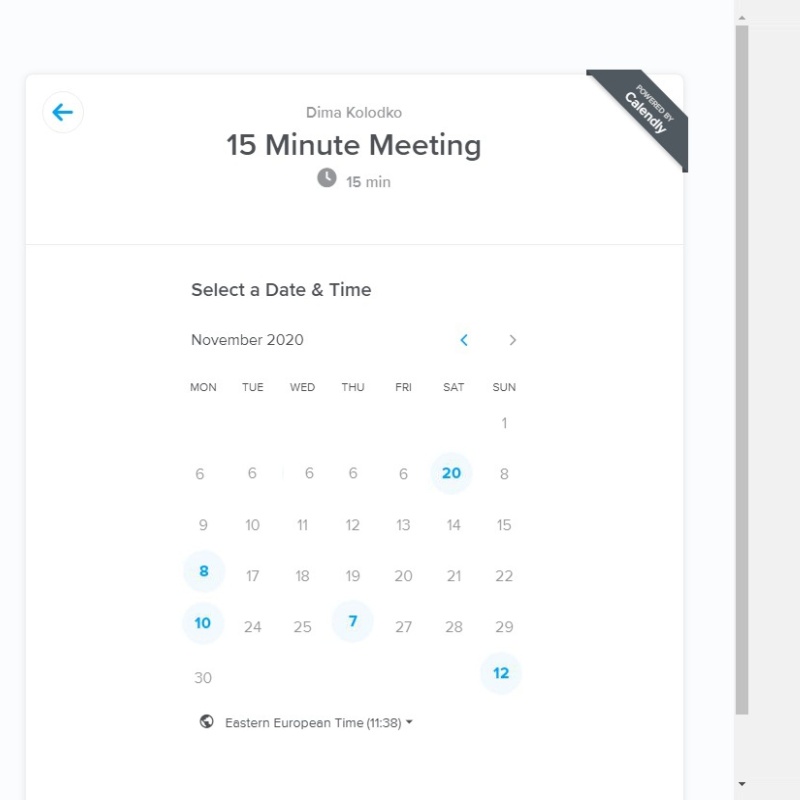 Dima Kolodko
15 Minute Meeting
15 min
POWERED BY
Calendly
Select a Date & Time
November 2020
MON TUE WED THU FRI SAT SUN
1
6 6 6 6 6 20 8
9 10 11 12 13 14 15
8 17 18 19 20 21 22
10 24 25 7 27 28 29
30 12
Eastern European Time (11:38)